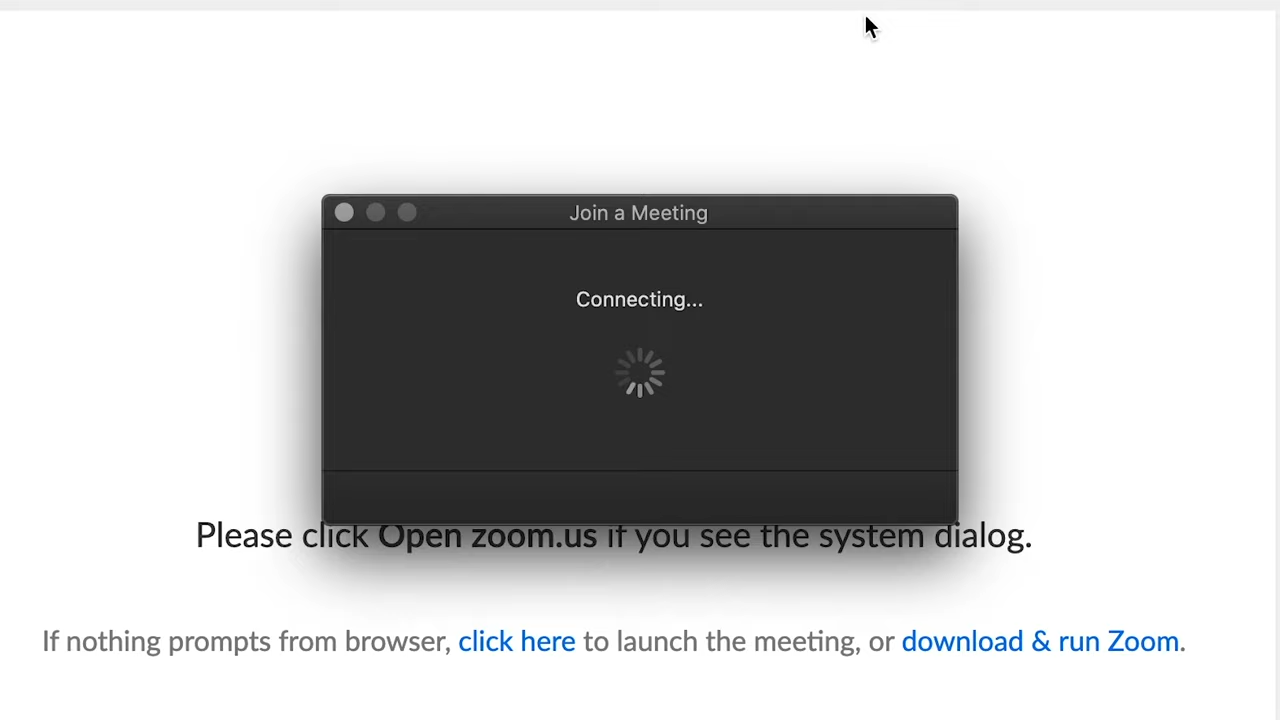 Join a Meeting
Connecting...
Please click Open zoom.us if you see the system dialog.
If nothing prompts from browser, click here to launch the meeting, or download & run Zoom.